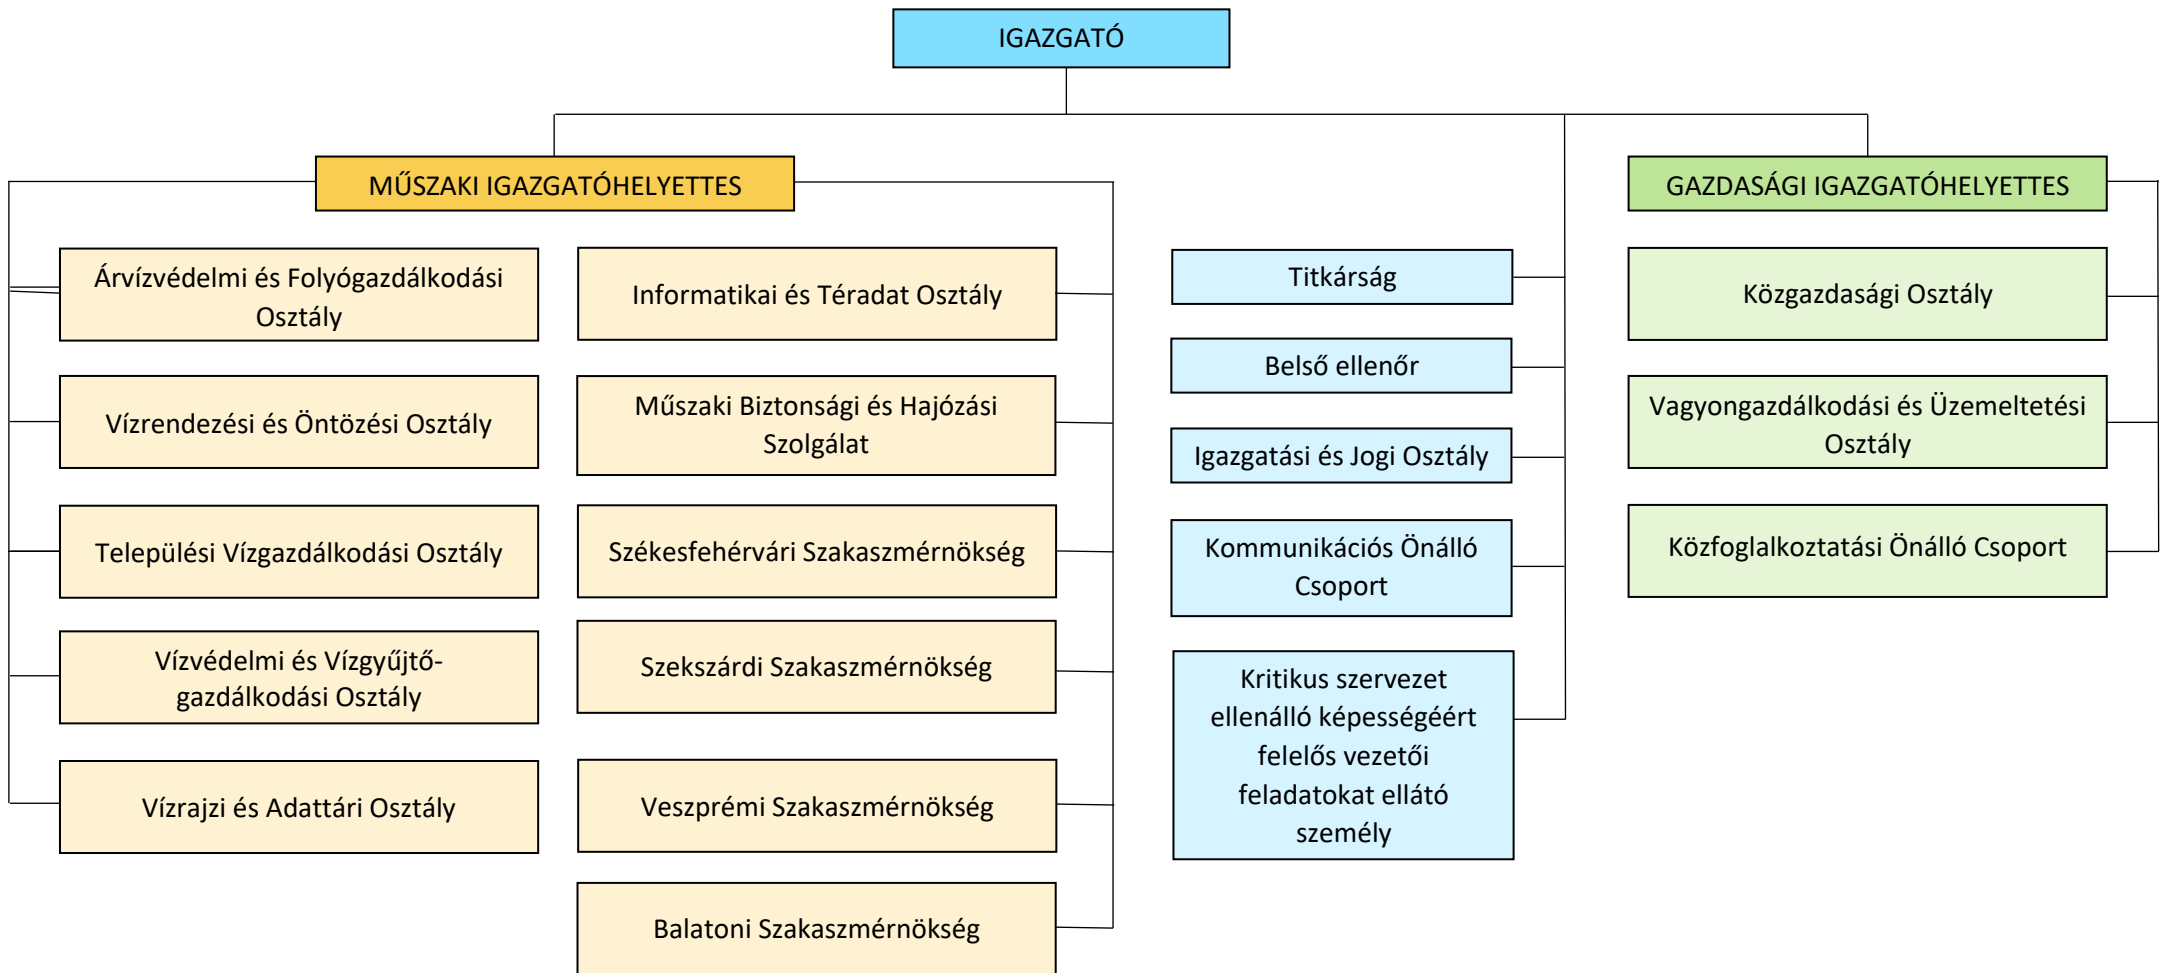 IGAZGATÓ
MŰSZAKI IGAZGATÓHELYETTES
GAZDASÁGI IGAZGATÓHELYETTES
Árvízvédelmi és Folyógazdálkodási
Osztály
Vízrendezési és Öntözési Osztály
Települési Vízgazdálkodási Osztály
Vízvédelmi és Vízgyűjtő-
gazdálkodási Osztály
Vízrajzi és Adattári Osztály
Informatikai és Téradat Osztály
Műszaki Biztonsági és Hajózási
Szolgálat
Székesfehérvári Szakaszmérnökség
Szekszárdi Szakaszmérnökség
Veszprémi Szakaszmérnökség
Balatoni Szakaszmérnökség
Titkárság
Belső ellenőr
Igazgatási és Jogi Osztály
Kommunikációs Önálló
Csoport
Kritikus szervezet
ellenálló képességéért
felelős vezetői
feladatokat ellátó
személy
Közgazdasági Osztály
Vagyongazdálkodási és Üzemeltetési
Osztály
Közfoglalkoztatási Önálló Csoport